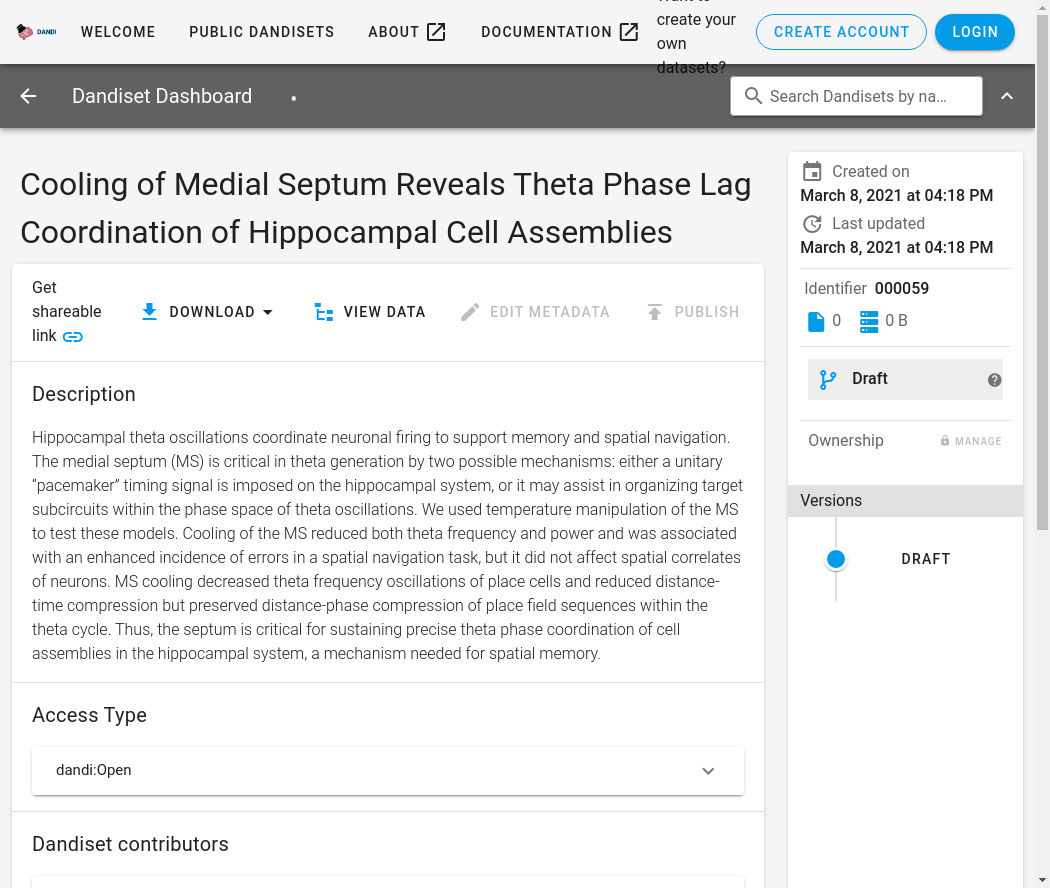 DANDI
WELCOME
PUBLIC DANDISETS
ABOUT
DOCUMENTATION
create your
own
datasets?
CREATE ACCOUNT
LOGIN
Dandiset Dashboard
Search Dandisets by na...
Cooling of Medial Septum Reveals Theta Phase Lag
Coordination of Hippocampal Cell Assemblies
Get
shareable
link
DOWNLOAD
VIEW DATA
EDIT METADATA
PUBLISH
Description
Hippocampal theta oscillations coordinate neuronal firing to support memory and spatial navigation.
The medial septum (MS) is critical in theta generation by two possible mechanisms: either a unitary
“pacemaker” timing signal is imposed on the hippocampal system, or it may assist in organizing target
subcircuits within the phase space of theta oscillations. We used temperature manipulation of the MS
to test these models. Cooling of the MS reduced both theta frequency and power and was associated
with an enhanced incidence of errors in a spatial navigation task, but it did not affect spatial correlates
of neurons. MS cooling decreased theta frequency oscillations of place cells and reduced distance-
time compression but preserved distance-phase compression of place field sequences within the
theta cycle. Thus, the septum is critical for sustaining precise theta phase coordination of cell
assemblies in the hippocampal system, a mechanism needed for spatial memory.
Access Type
dandi:Open
Dandiset contributors
Created on
March 8, 2021 at 04:18 PM
Last updated
March 8, 2021 at 04:18 PM
Identifier 000059
0
0 B
Draft
Ownership
MANAGE
Versions
DRAFT